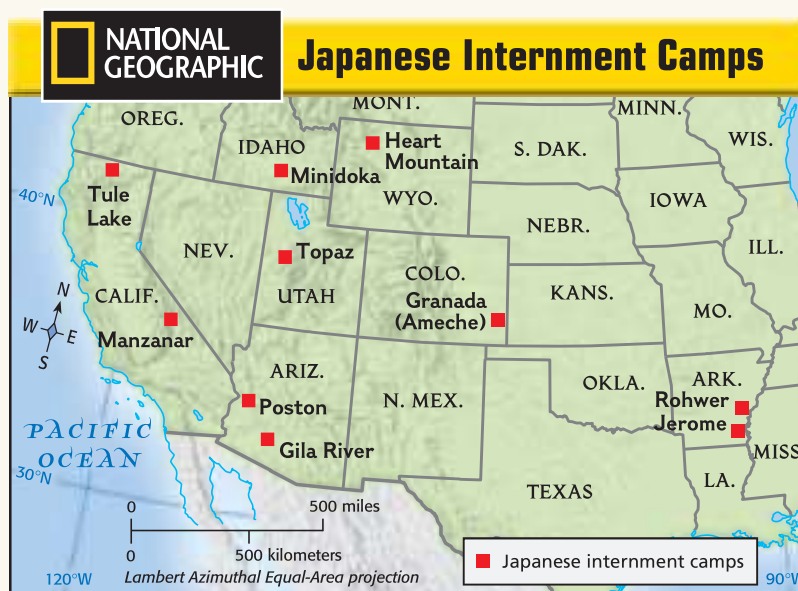 NATIONAL
GEOGRAPHIC
Japanese Internment Camps
MONT.
MINN.
OREG.
IDAHO
Heart
Mountain
S. DAK.
WIS.
Minidoka
Tule
Lake
WYO.
IOWA
40°N
NEBR.
NEV.
Topaz
ILL.
COLO.
UTAH
Granada
(Ameche)
KANS.
CALIF.
MO.
N
W
E
S
Manzanar
ARIZ.
N. MEX.
OKLA.
ARK.
Rohwer
Jerome
Poston
PACIFIC
OCEAN
Gila River
MISS
30°N
LA.
TEXAS
0
500 miles
0
500 kilometers
Lambert Azimuthal Equal-Area projection
Japanese internment camps
120°W
90°W